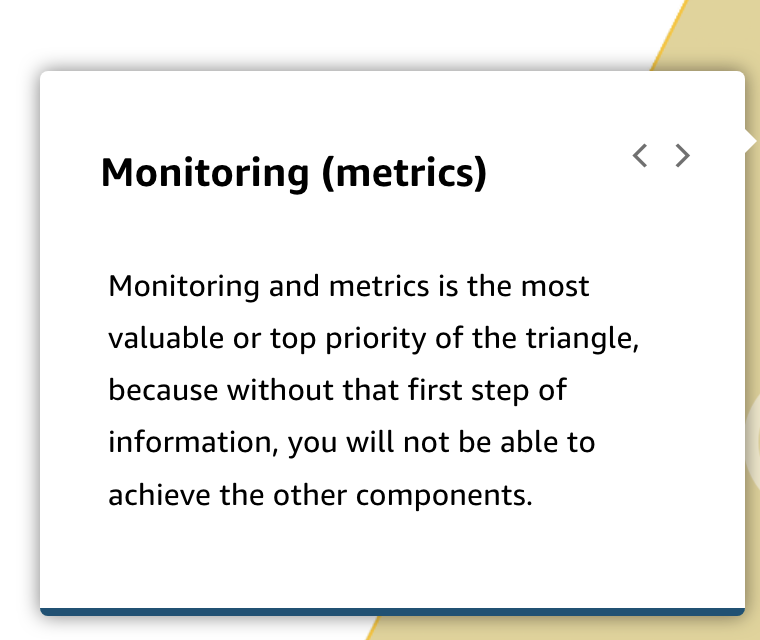 Monitoring (metrics)
Monitoring and metrics is the most
valuable or top priority of the triangle,
because without that first step of
information, you will not be able to
achieve the other components.